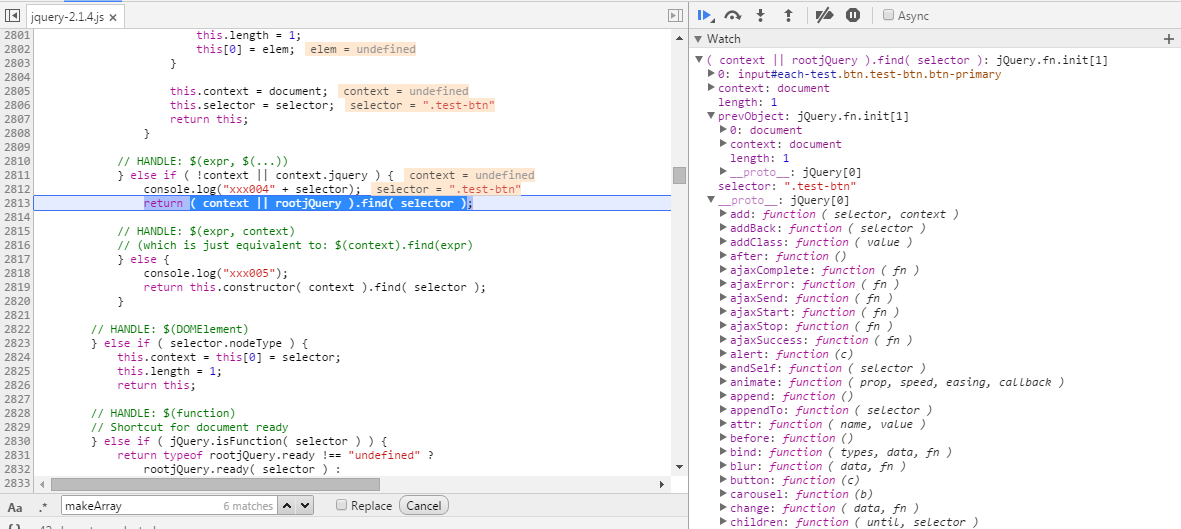 jquery-2.1.4.js ×
2801 this.length = 1;
2802 this[0] = elem; elem = undefined
2803 }
2804
2805 this.context = document; context = undefined
2806 this.selector = selector; selector = ".test-btn"
2807 return this;
2808 }
2809
2810 // HANDLE: $(expr, $(...))
2811 } else if ( !context || context.jquery ) { context = undefined
2812 console.log("xxx004" + selector); selector = ".test-btn"
2813 return ( context || rootjQuery ).find( selector );
2814
2815 // HANDLE: $(expr, context)
2816 // (which is just equivalent to: $(context).find(expr)
2817 } else {
2818 console.log("xxx005");
2819 return this.constructor( context ).find( selector );
2820 }
2821
2822 // HANDLE: $(DOMElement)
2823 } else if ( selector.nodeType ) {
2824 this.context = this[0] = selector;
2825 this.length = 1;
2826 return this;
2827
2828 // HANDLE: $(function)
2829 // Shortcut for document ready
2830 } else if ( jQuery.isFunction( selector ) ) {
2831 return typeof rootjQuery.ready !== "undefined" ?
2832 rootjQuery.ready( selector ) :
2833
Aa .* makeArray 6 matches Replace Cancel
Async
Watch
( context || rootjQuery ).find( selector ): jQuery.fn.init[1]
0: input#each-test.btn.test-btn.btn-primary
context: document
length: 1
prevObject: jQuery.fn.init[1]
0: document
context: document
length: 1
__proto__: jQuery[0]
selector: ".test-btn"
__proto__: jQuery[0]
add: function ( selector, context )
addBack: function ( selector )
addClass: function ( value )
after: function ()
ajaxComplete: function ( fn )
ajaxError: function ( fn )
ajaxSend: function ( fn )
ajaxStart: function ( fn )
ajaxStop: function ( fn )
ajaxSuccess: function ( fn )
alert: function (c)
andSelf: function ( selector )
animate: function ( prop, speed, easing, callback )
append: function ()
appendTo: function ( selector )
attr: function ( name, value )
before: function ()
bind: function ( types, data, fn )
blur: function ( data, fn )
button: function (c)
carousel: function (b)
change: function ( data, fn )
children: function ( until, selector )